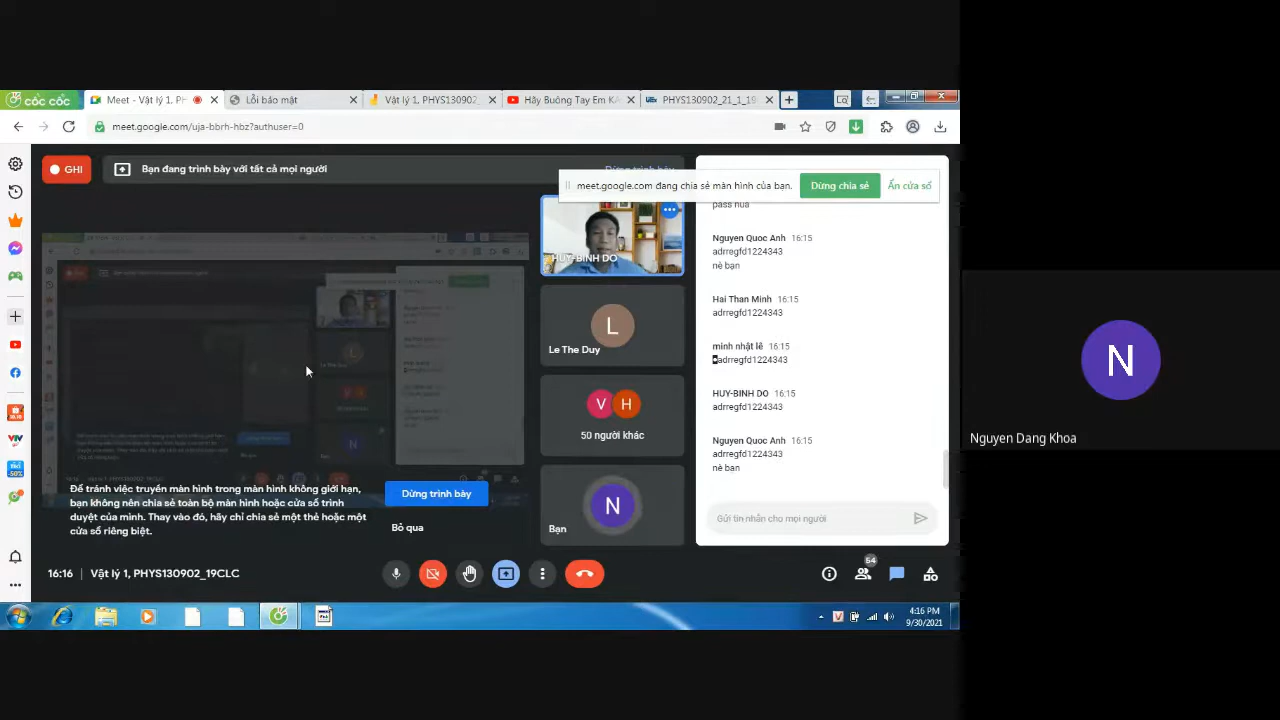 cốc cốc
Meet - Vật lý 1, PH
Lỗi bảo mật
Vật lý 1, PHYS130902_
Hãy Buông Tay Em KA
PHYS130902_21_1_19
meet.google.com/uja-bbrh-hbz?authuser=0
GHI
Bạn đang trình bày với tất cả mọi người
meet.google.com đang chia sẻ màn hình của bạn.
Dừng chia sẻ
Ẩn cửa sổ
pass nua
HUY-BINH DO
Nguyen Quoc Anh 16:15
adrregfd1224343
nè bạn
Hai Than Minh 16:15
adrregfd1224343
minh nhật lê 16:15
adrregfd1224343
HUY-BINH DO 16:15
adrregfd1224343
Nguyen Quoc Anh 16:15
adrregfd1224343
nè bạn
L
Le The Duy
V H
50 người khác
N
Bạn
Để tránh việc truyền màn hình trong màn hình không giới hạn,
bạn không nên chia sẻ toàn bộ màn hình hoặc cửa sổ trình
duyệt của mình. Thay vào đó, hãy chỉ chia sẻ một thẻ hoặc một
cửa sổ riêng biệt.
Dừng trình bày
Bỏ qua
Gửi tin nhắn cho mọi người
16:16 | Vật lý 1, PHYS130902_19CLC
54
4:16 PM
9/30/2021
N
Nguyen Dang Khoa